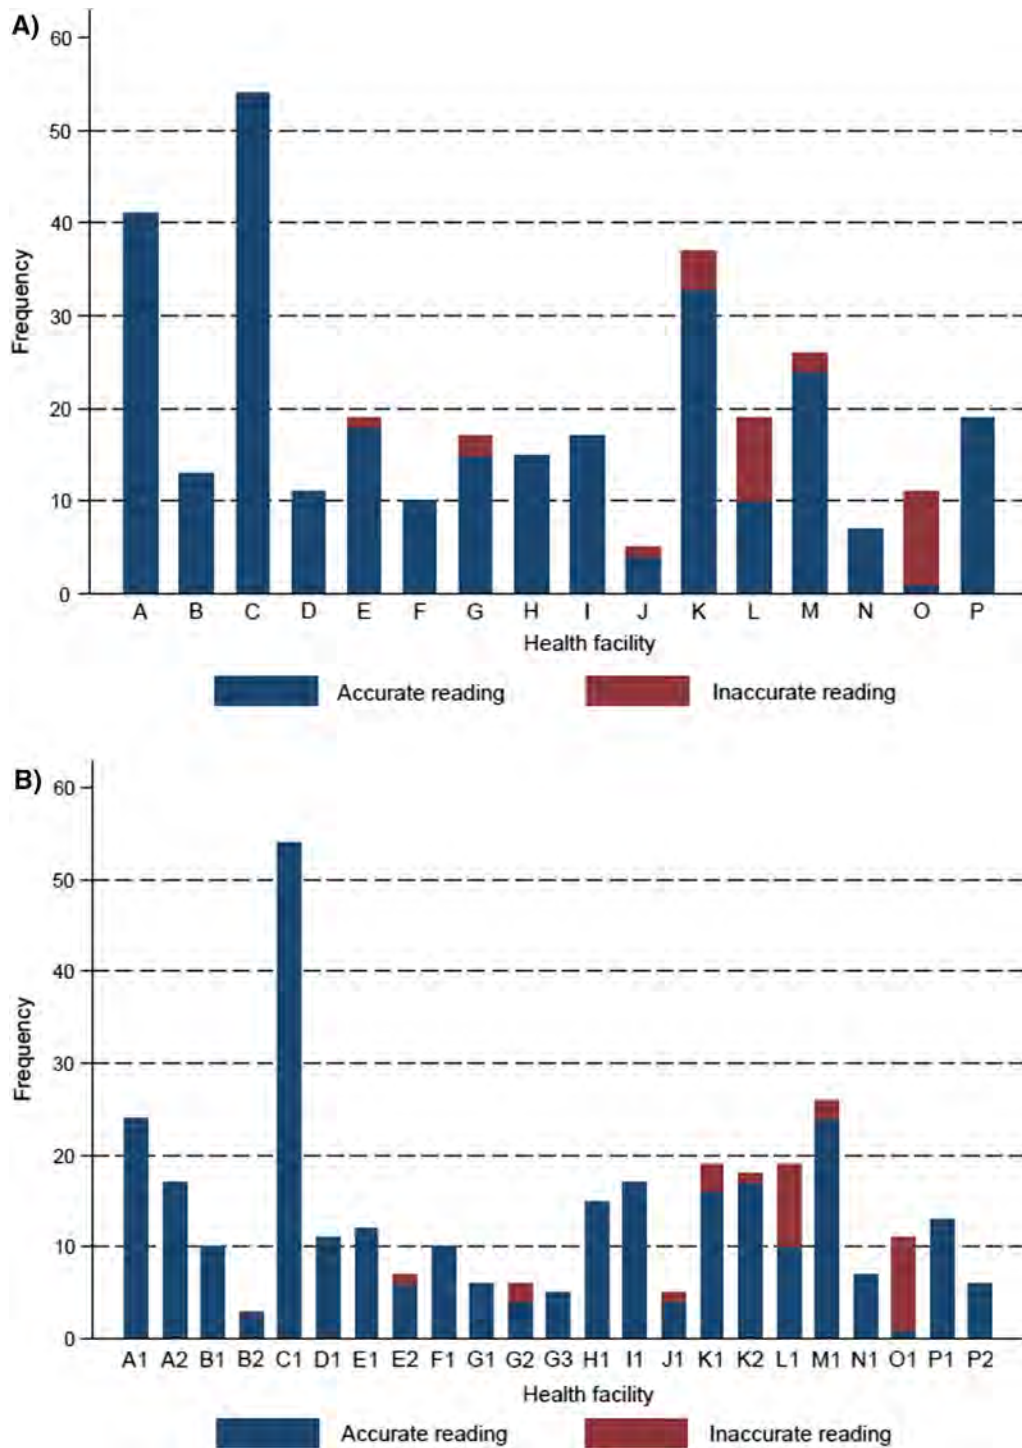 A)
60
50
40
30
20
10
0
Frequency
A B C D E F G H I J K L M N O P
Health facility
Accurate reading Inaccurate reading
B)
60
50
40
30
20
10
0
Frequency
A1 A2 B1 B2 C1 D1 E1 E2 F1 G1 G2 G3 H1 I1 J1 K1 K2 L1 M1 N1 O1 P1 P2
Health facility
Accurate reading Inaccurate reading